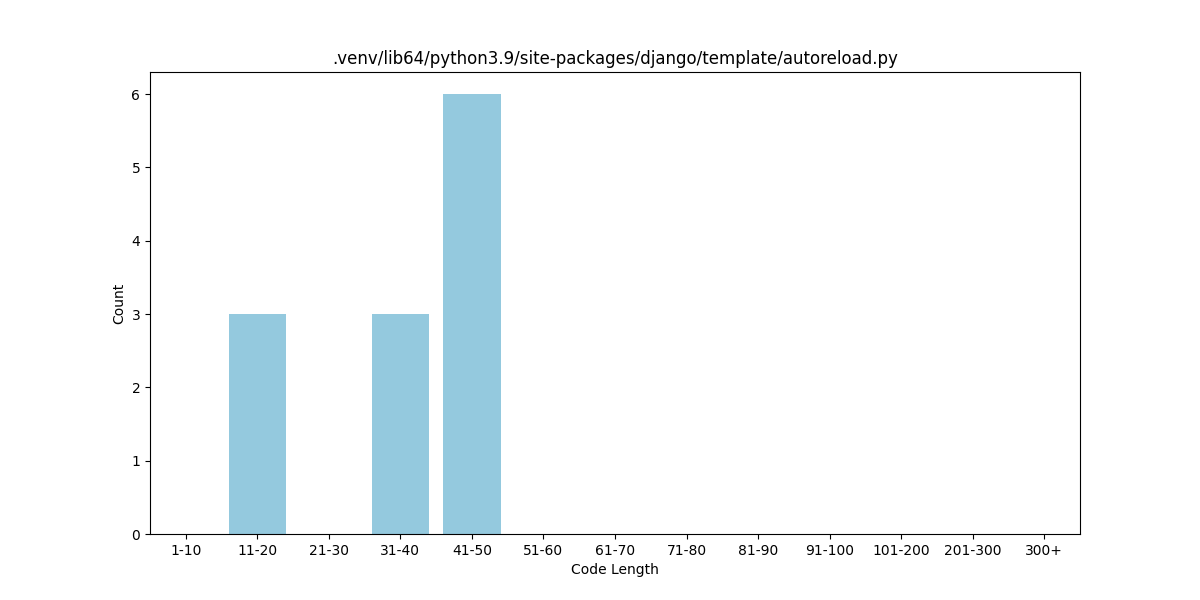 .venv/lib64/python3.9/site-packages/django/template/autoreload.py
6
5
4
3
2
1
0
Count
1-10 11-20 21-30 31-40 41-50 51-60 61-70 71-80 81-90 91-100 101-200 201-300 300+
Code Length